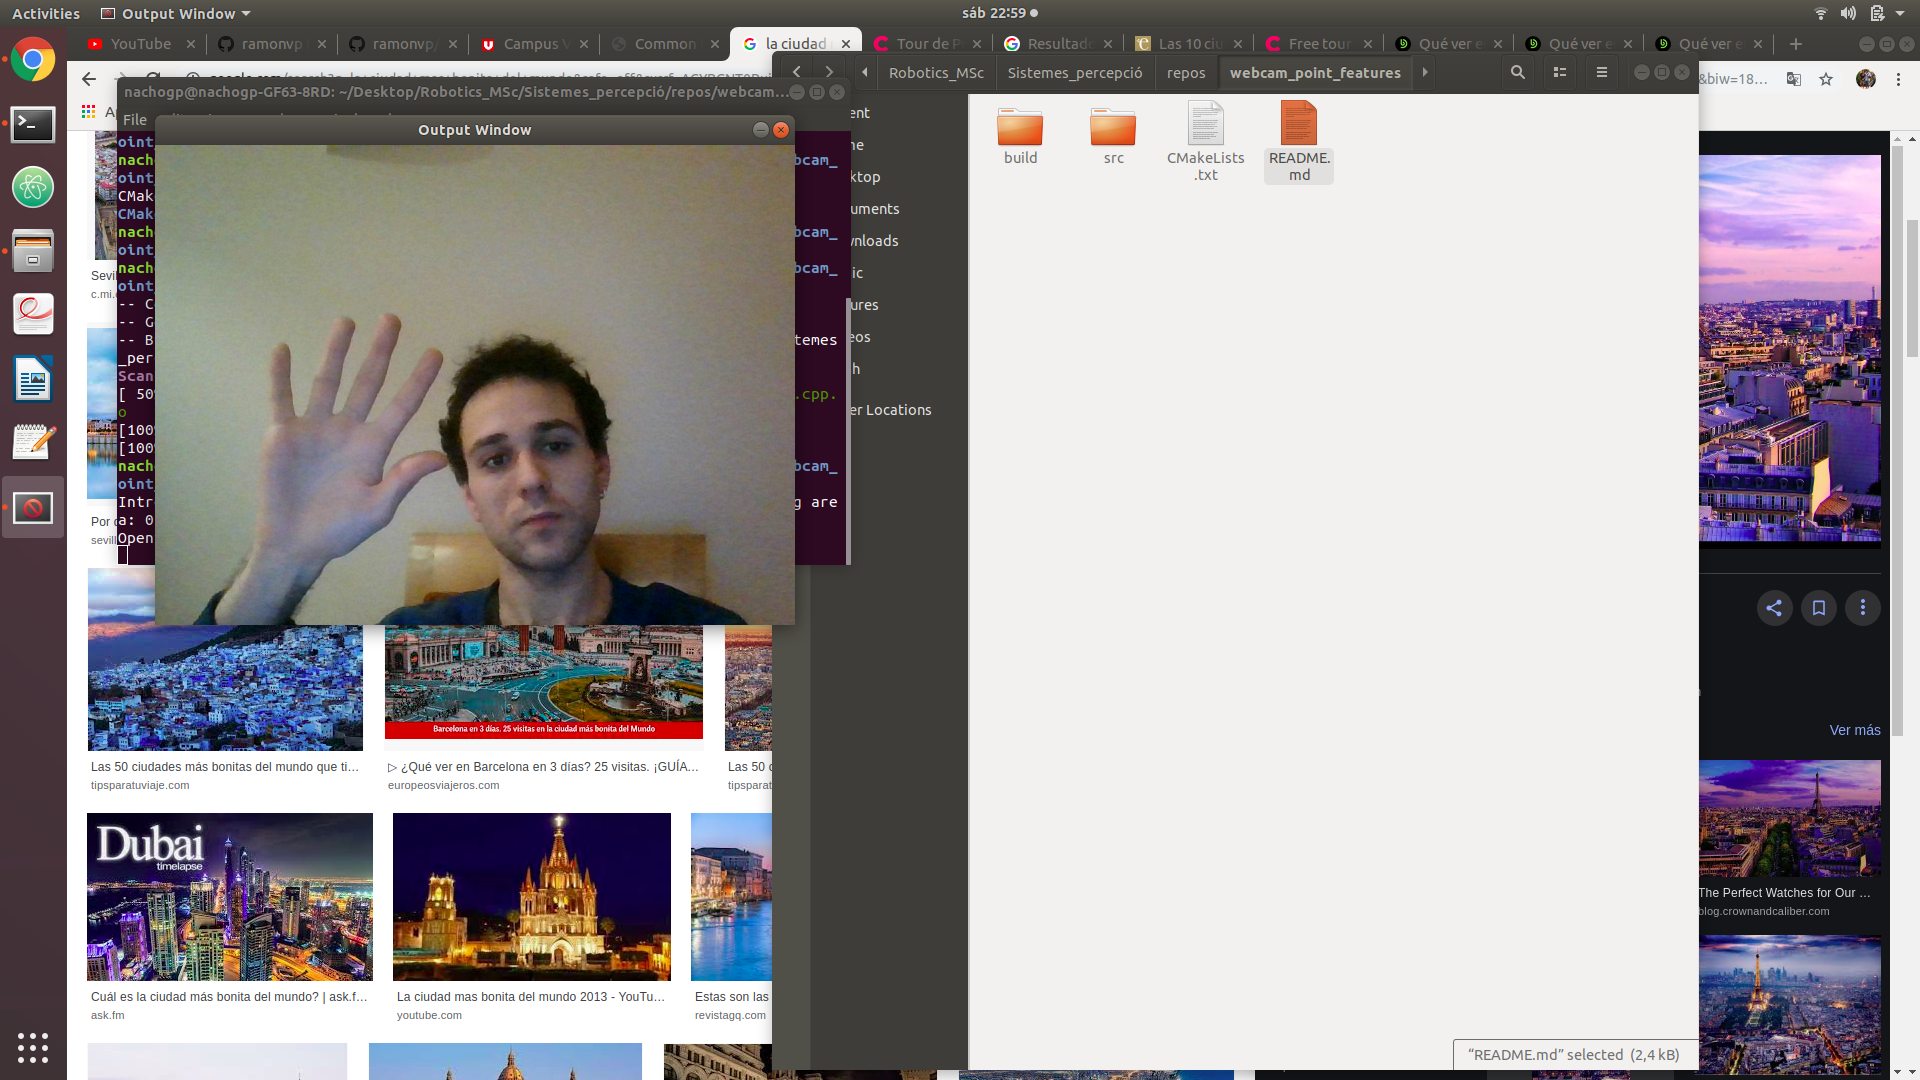 Activities
Output Window
sáb 22:59
YouTube
ramonvp
ramonvp/
Campus V
Common
la ciudad
Tour de P
Resultado
Las 10 ciu
Free tour
Qué ver e
Qué ver e
Qué ver e
Robotics_MSc
Sistemes_percepció
repos
webcam_point_features
&biw=18...
nachogp@nachogp-GF63-8RD: ~/Desktop/Robotics_MSc/Sistemes_percepció/repos/webcam...
File
Output Window
oint
nach
bcam_
oint
CMak
CMak
nach
bcam_
oint
nach
bcam_
oint
-- C
-- G
-- B
temes
_per
Scan
[ 50%
.cpp.
o
[100%
[100%
nach
bcam_
oint
Intr
g are
a: 0
Open
ent
me
ktop
uments
wnloads
ic
ures
eos
h
er Locations
build
src
CMakeLists
.txt
README.
md
Sevil
c.mi.
Por q
sevill
Barcelona en 3 días. 25 visitas en la ciudad más bonita del Mundo
Las 50 ciudades más bonitas del mundo que ti...
tipsparatuviaje.com
▷ ¿Qué ver en Barcelona en 3 días? 25 visitas. ¡GUÍA...
europeosviajeros.com
Las 50 c
tipsparat
Dubai
timelapse
Cuál es la ciudad más bonita del mundo? | ask.f...
ask.fm
La ciudad mas bonita del mundo 2013 - YouTu...
youtube.com
Estas son las
revistagq.com
Ver más
The Perfect Watches for Our ...
blog.crownandcaliber.com
“README.md” selected (2,4 kB)